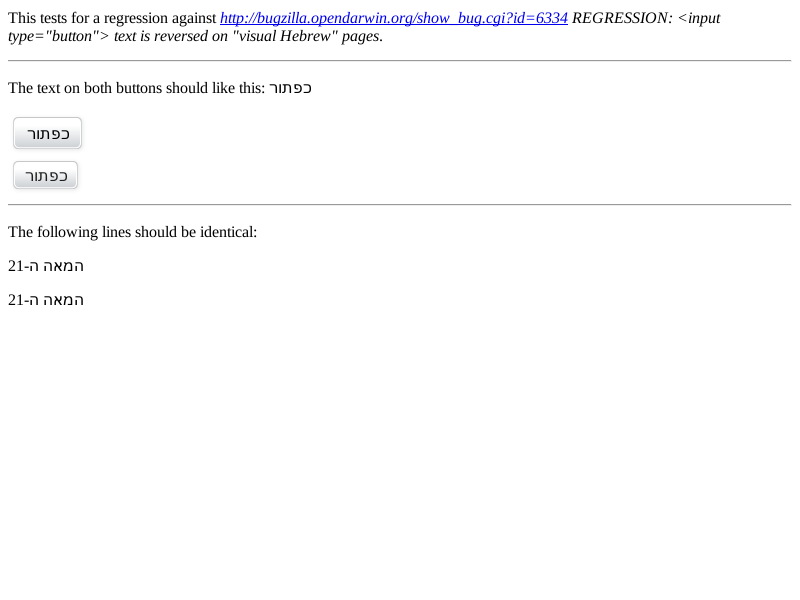 This tests for a regression against http://bugzilla.opendarwin.org/show_bug.cgi?id=6334 REGRESSION: <input
type="button"> text is reversed on "visual Hebrew" pages.
The text on both buttons should like this: כפתור
כפתור
כפתור
The following lines should be identical:
המאה ה-21
המאה ה-21